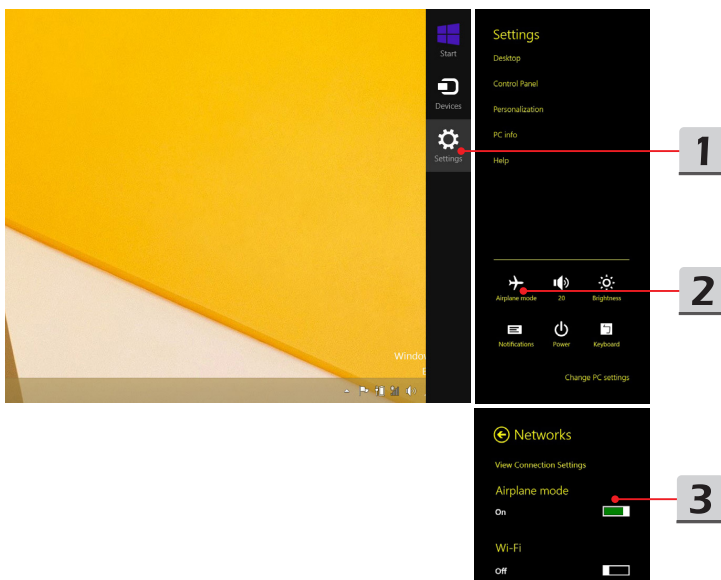 Start
Devices
Settings
Windo
Settings
Desktop
Control Panel
Personalization
PC info
Help
Airplane mode
20
Brightness
Notifications
Power
Keyboard
Change PC settings
1
2
Networks
View Connection Settings
Airplane mode
On
Wi-Fi
Off
3